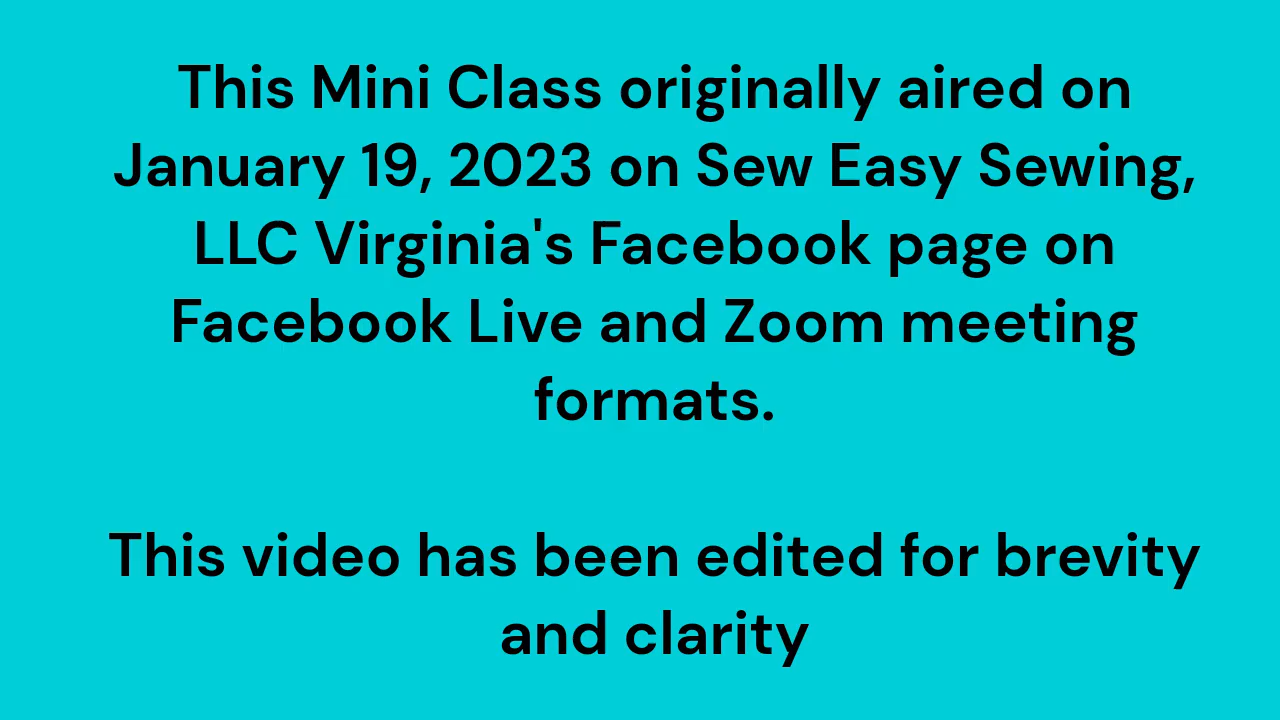 This Mini Class originally aired on
January 19, 2023 on Sew Easy Sewing,
LLC Virginia's Facebook page on
Facebook Live and Zoom meeting
formats.
This video has been edited for brevity
and clarity